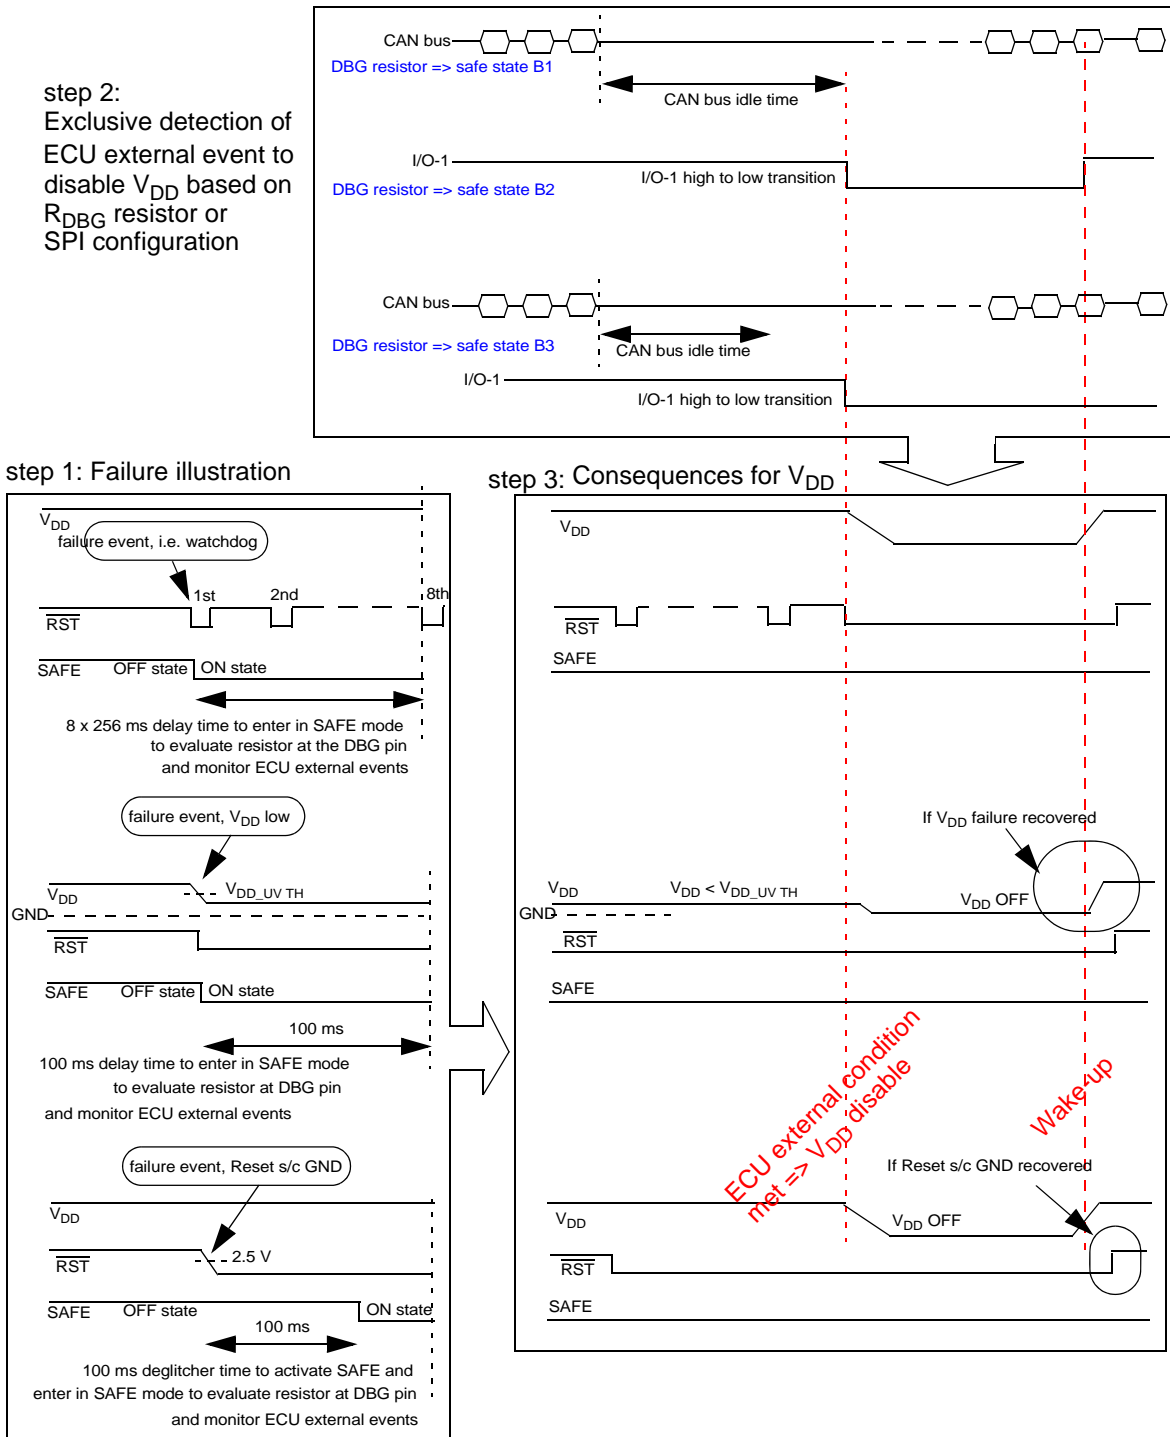 step 2:
Exclusive detection of
ECU external event to
disable VDD based on
RDBG resistor or
SPI configuration
CAN bus
DBG resistor => safe state B1
CAN bus idle time
I/O-1
I/O-1 high to low transition
DBG resistor => safe state B2
CAN bus
DBG resistor => safe state B3
CAN bus idle time
I/O-1
I/O-1 high to low transition
step 1: Failure illustration
VDD
failure event, i.e. watchdog
1st
2nd
8th
RST
SAFE
OFF state
ON state
8 x 256 ms delay time to enter in SAFE mode
to evaluate resistor at the DBG pin
and monitor ECU external events
failure event, VDD low
VDD
VDD_UV TH
GND
RST
SAFE
OFF state
ON state
100 ms
100 ms delay time to enter in SAFE mode
to evaluate resistor at DBG pin
and monitor ECU external events
failure event, Reset s/c GND
VDD
RST
2.5 V
SAFE
OFF state
ON state
100 ms
100 ms deglitcher time to activate SAFE and
enter in SAFE mode to evaluate resistor at DBG pin
and monitor ECU external events
step 3: Consequences for VDD
VDD
RST
SAFE
If VDD failure recovered
VDD
VDD < VDD_UV TH
VDD OFF
GND
RST
SAFE
ECU external condition
met => VDD disable
Wake-up
If Reset s/c GND recovered
VDD
VDD OFF
RST
SAFE